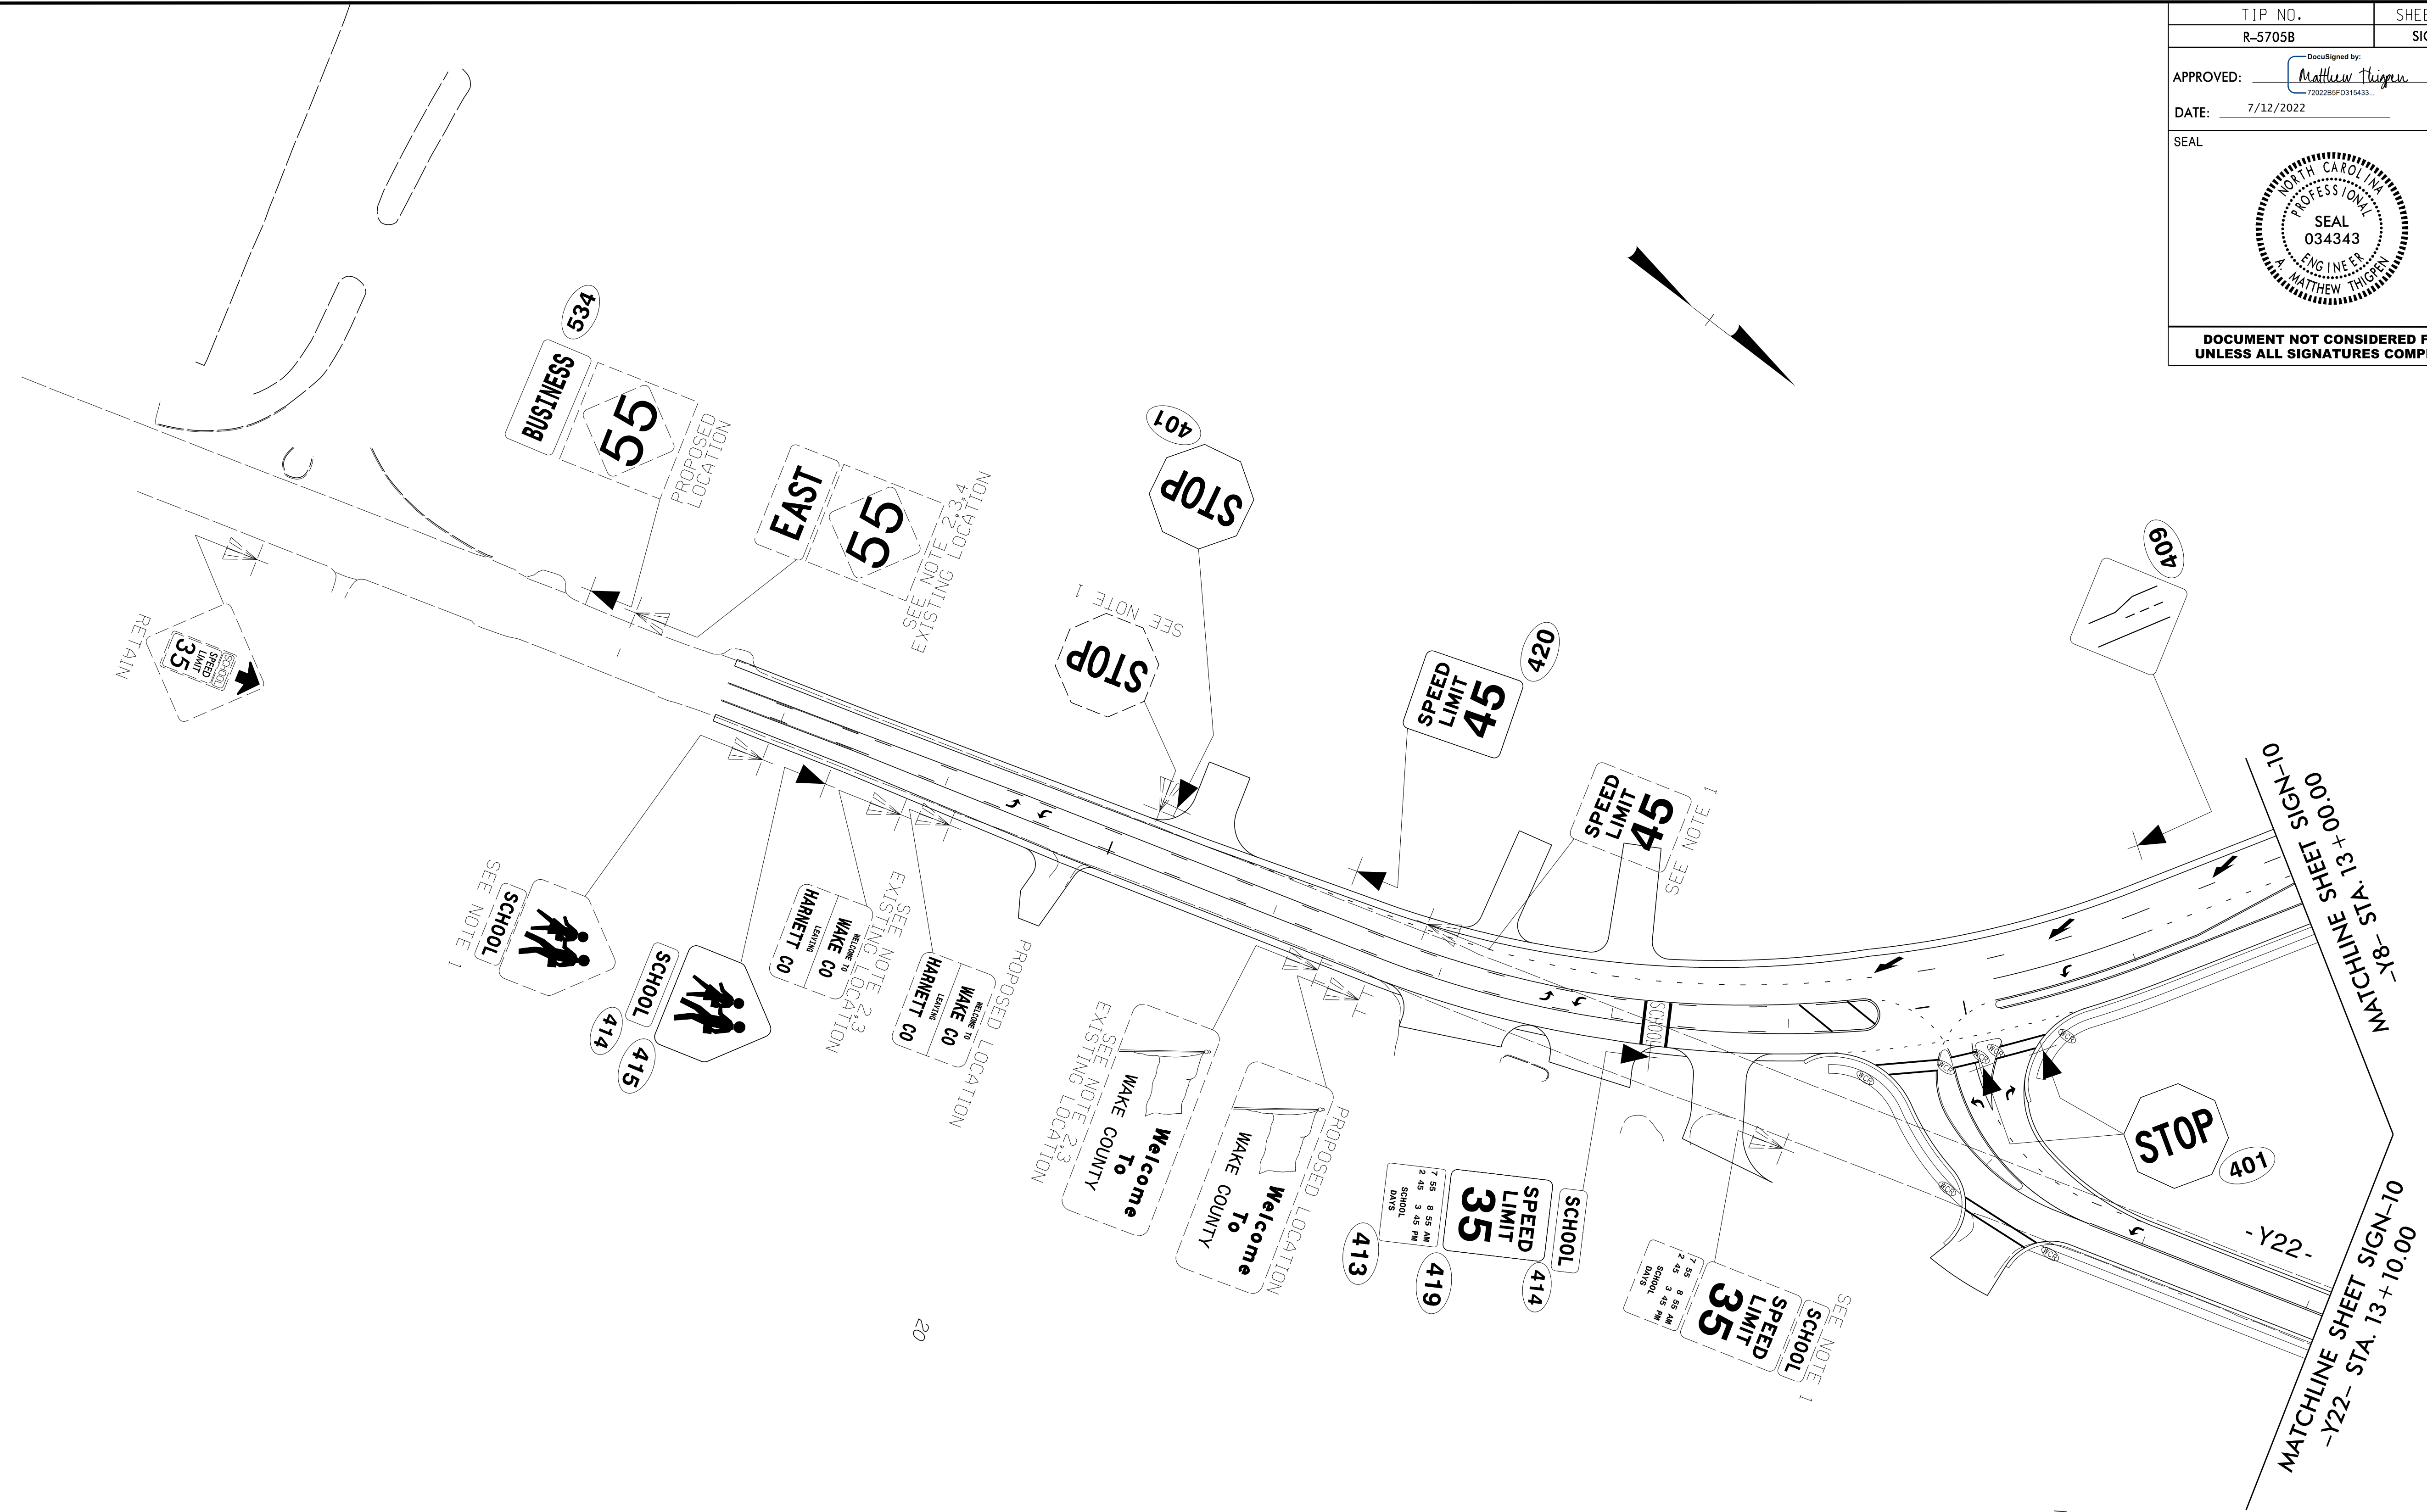 TIP NO.
R-5705B
APPROVED:
DocuSigned by:
Matthew Thigpen
72022B5FD315433...
DATE: 7/12/2022
SEAL
NORTH CAROLINA
PROFESSIONAL
SEAL
034343
ENGINEER
A. MATTHEW THIGPEN
DOCUMENT NOT CONSIDERED
UNLESS ALL SIGNATURES
534
BUSINESS
55
PROPOSED
LOCATION
EAST
55
SEE NOTE 2,3,4
EXISTING LOCATION
401
STOP
SEE NOTE 1
STOP
420
SPEED
LIMIT
45
SPEED
LIMIT
45
SEE NOTE 1
409
RETAIN
SCHOOL
SPEED
LIMIT
35
SEE NOTE 1
SCHOOL
SCHOOL
414
415
WELCOME TO
WAKE CO
LEAVING
HARNETT CO
SEE NOTE 2,3
EXISTING LOCATION
WELCOME TO
WAKE CO
LEAVING
HARNETT CO
PROPOSED LOCATION
Welcome
To
WAKE COUNTY
SEE NOTE 2,3
EXISTING LOCATION
Welcome
To
WAKE COUNTY
PROPOSED LOCATION
SCHOOL
SCHOOL
SPEED
LIMIT
35
7 55 8 55 AM
2 45 3 45 PM
SCHOOL
DAYS
413
419
414
SCHOOL
SPEED
LIMIT
35
7 55 8 55 AM
2 45 3 45 PM
SCHOOL
DAYS
SEE NOTE 1
WCR
WCR
WCR
WCR
WCR
WCR
WCR
STOP
401
-Y22-
20
MATCHLINE SHEET SIGN-10
-Y8- STA. 13+00.00
MATCHLINE SHEET SIGN-10
-Y22- STA. 13+10.00